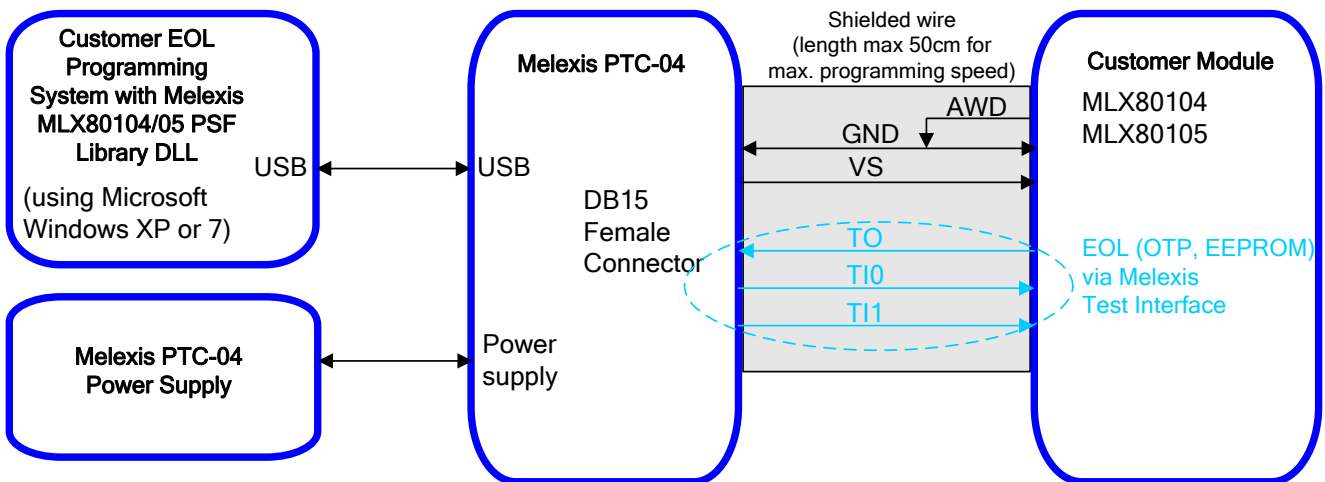 Customer EOL
Programming
System with Melexis
MLX80104/05 PSF
Library DLL
(using Microsoft
Windows XP or 7)
USB
Melexis PTC-04
Power Supply
Melexis PTC-04
USB
DB15
Female
Connector
Power
supply
Shielded wire
(length max 50cm for
max. programming speed)
AWD
GND
VS
TO
TI0
TI1
Customer Module
MLX80104
MLX80105
EOL (OTP, EEPROM)
via Melexis
Test Interface